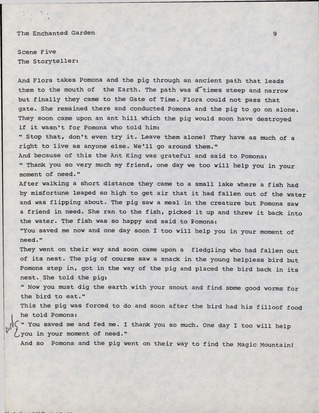 The Enchanted Garden 9
Scene Five
The Storyteller:
And Flora takes Pomona and the pig through an ancient path that leads
them to the mouth of the Earth. The path was a times steep and narrow
but finally they came to the Gate of Time. Flora could not pass that
gate. She remained there and conducted Pomona and the pig to go on alone.
They soon came upon an ant hill which the pig would soon have destroyed
if it wasn't for Pomona who told him:
" Stop that, don't even try it. Leave them alone! They have as much of a
right to live as anyone else. We'll go around them."
And because of this the Ant King was grateful and said to Pomona:
" Thank you so very much my friend, one day we too will help you in your
moment of need."
After walking a short distance they came to a small lake where a fish had
by misfortune leaped so high to get air that it had fallen out of the water
and was flipping about. The pig saw a meal in the creature but Pomona saw
a friend in need. She ran to the fish, picked it up and threw it back into
the water. The fish was so happy and said to Pomona:
"You saved me now and one day soon I too will help you in your moment of
need."
They went on their way and soon came upon a fledgling who had fallen out
of its nest. The pig of course saw a snack in the young helpless bird but
Pomona step in, got in the way of the pig and placed the bird back in its
nest. She told the pig:
" Now you must dig the earth with your snout and find some good worms for
the bird to eat."
This the pig was forced to do and soon after the bird had his filloof food
he told Pomona:
" You saved me and fed me. I thank you so much. One day I too will help
you in your moment of need."
And so Pomona and the pig went on their way to find the Magic Mountain!